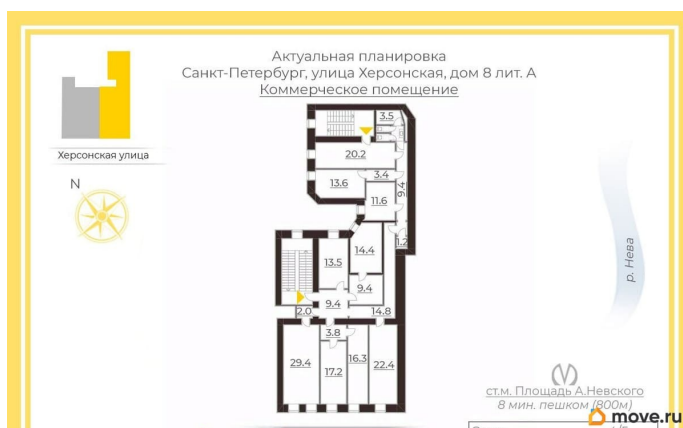 Актуальная планировка
Санкт-Петербург, улица Херсонская, дом 8 лит. А
Коммерческое помещение
Херсонская улица
N
3.5
20.2
3.4
13.6
9.4
11.6
1.2
14.4
13.5
9.4
9.4
2.0
14.8
3.8
29.4
16.3
22.4
17.2
р. Нева
ст.м. Площадь А.Невского
8 мин. пешком (800м)
move.ru